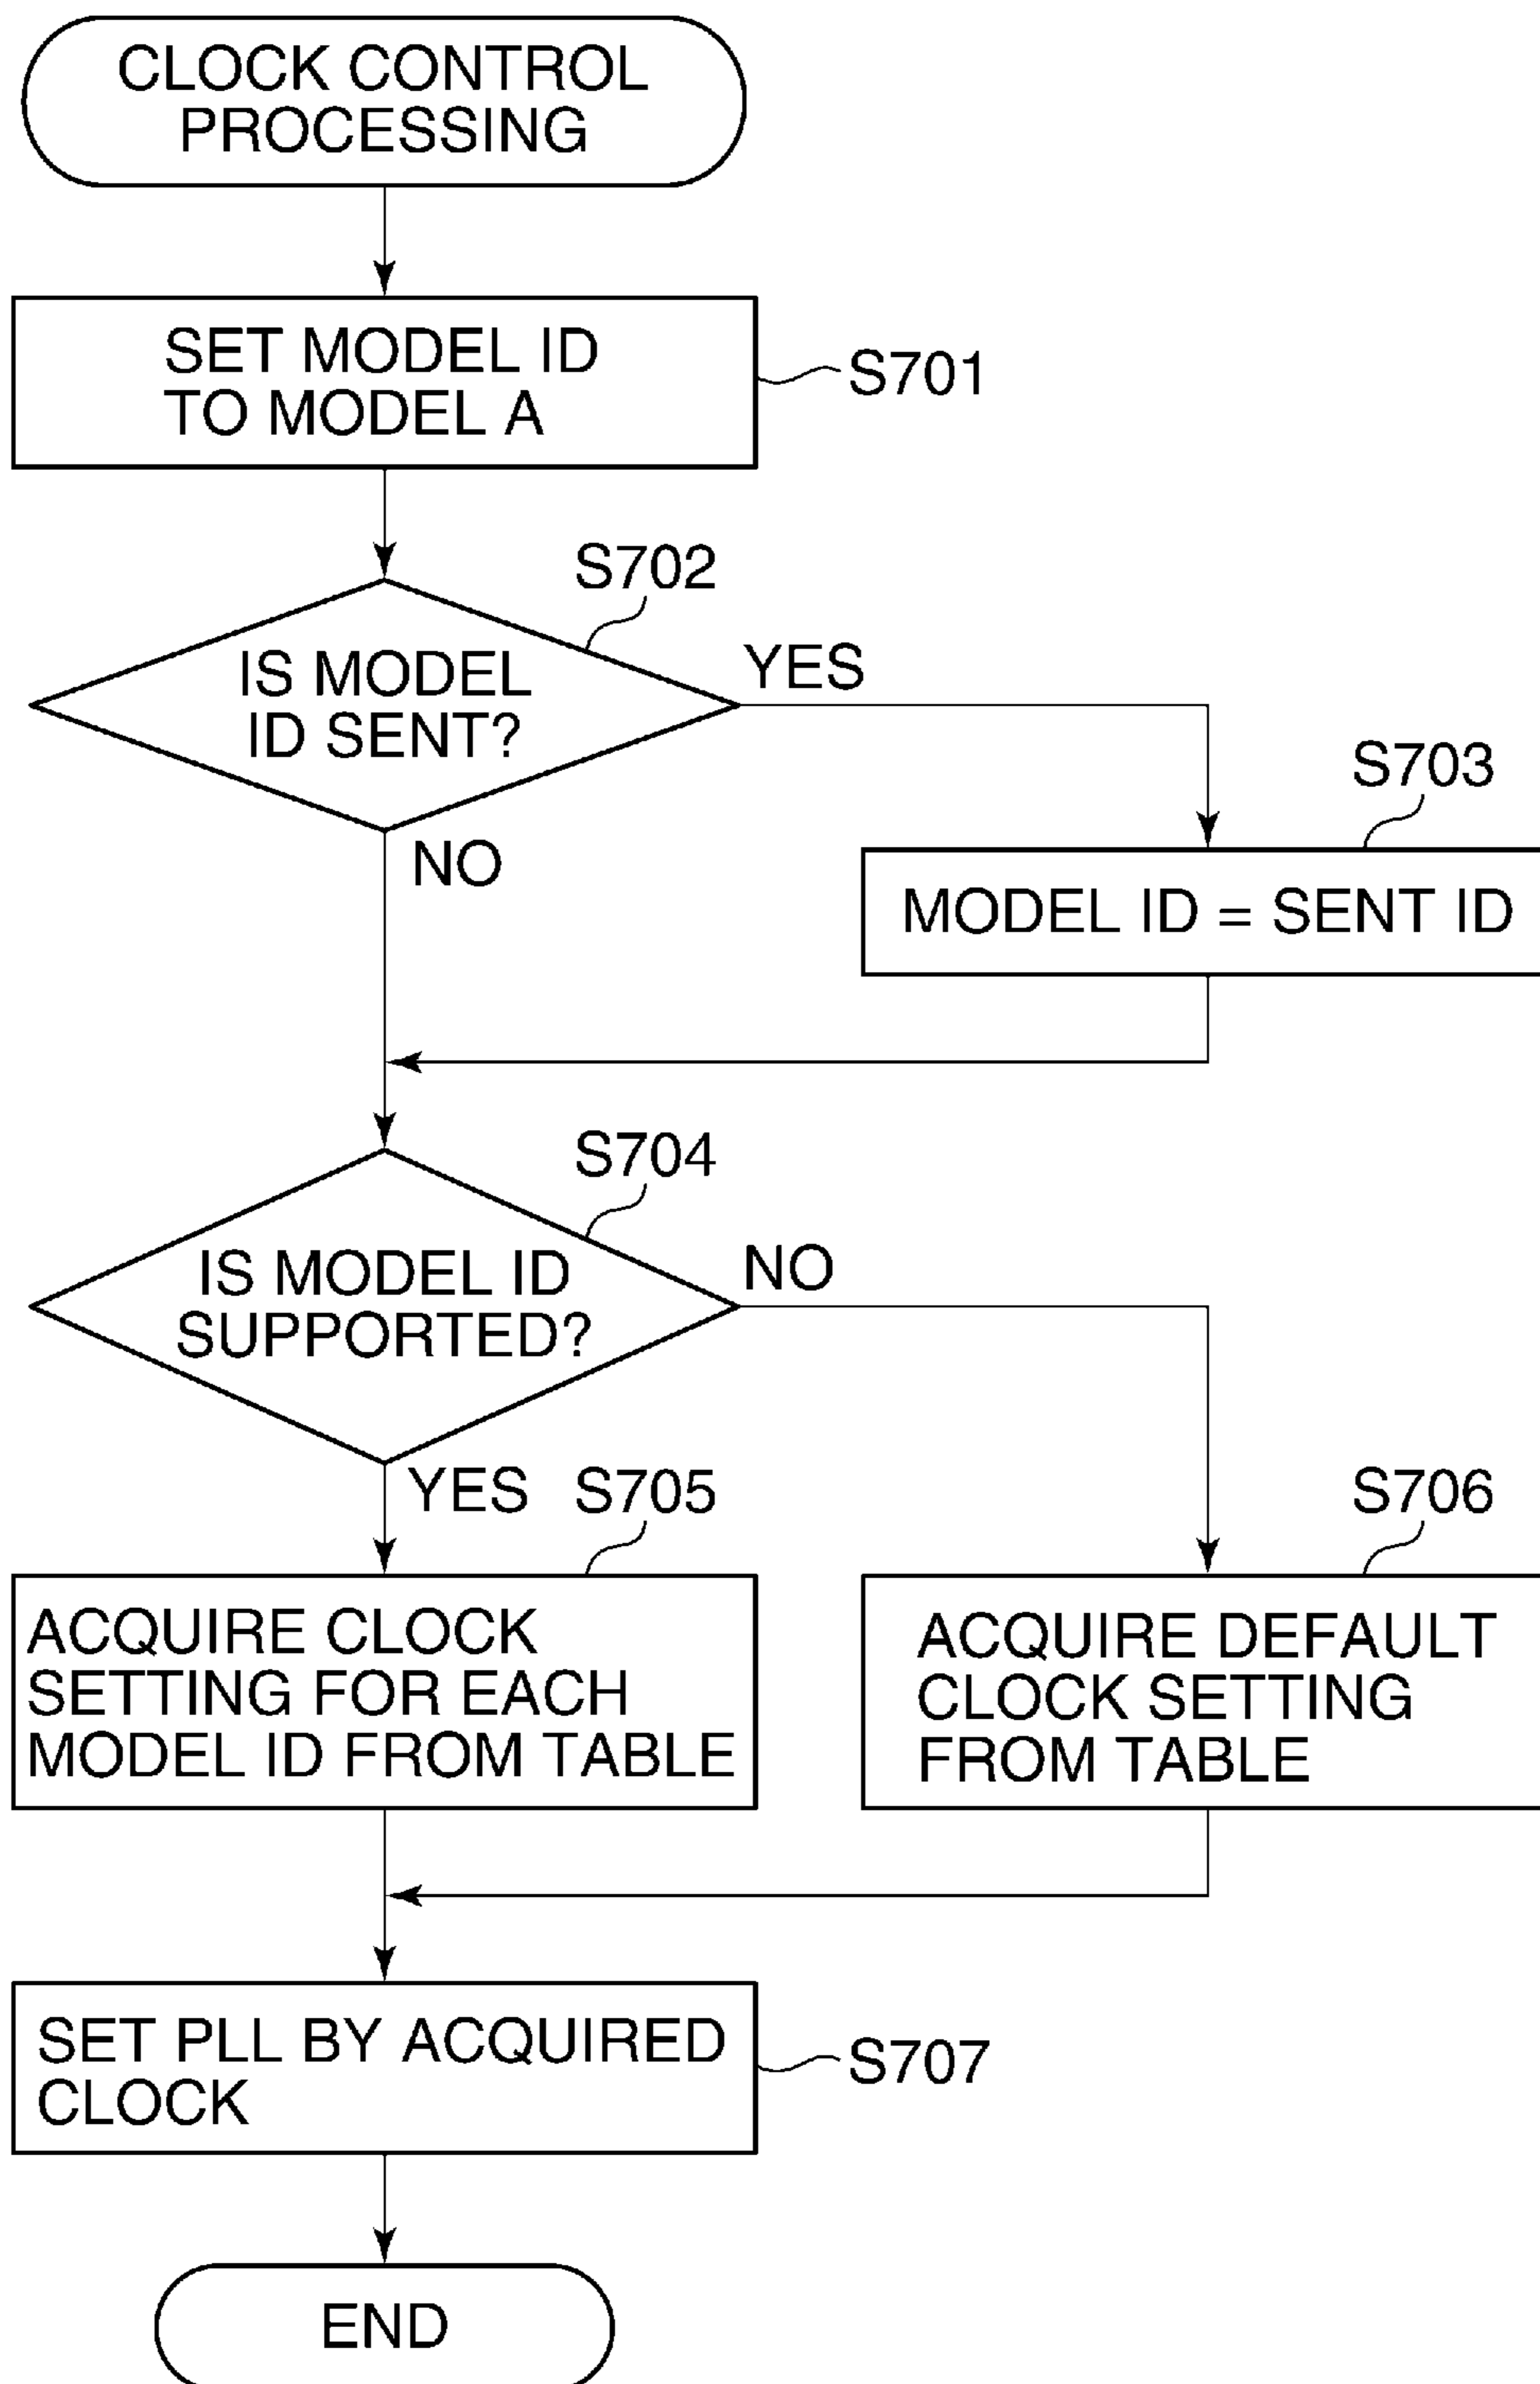 CLOCK CONTROL
PROCESSING
SET MODEL ID
TO MODEL A
S701
S702
IS MODEL
ID SENT?
YES
NO
S703
MODEL ID = SENT ID
S704
IS MODEL ID
SUPPORTED?
NO
YES
S705
ACQUIRE CLOCK
SETTING FOR EACH
MODEL ID FROM TABLE
S706
ACQUIRE DEFAULT
CLOCK SETTING
FROM TABLE
SET PLL BY ACQUIRED
CLOCK
S707
END